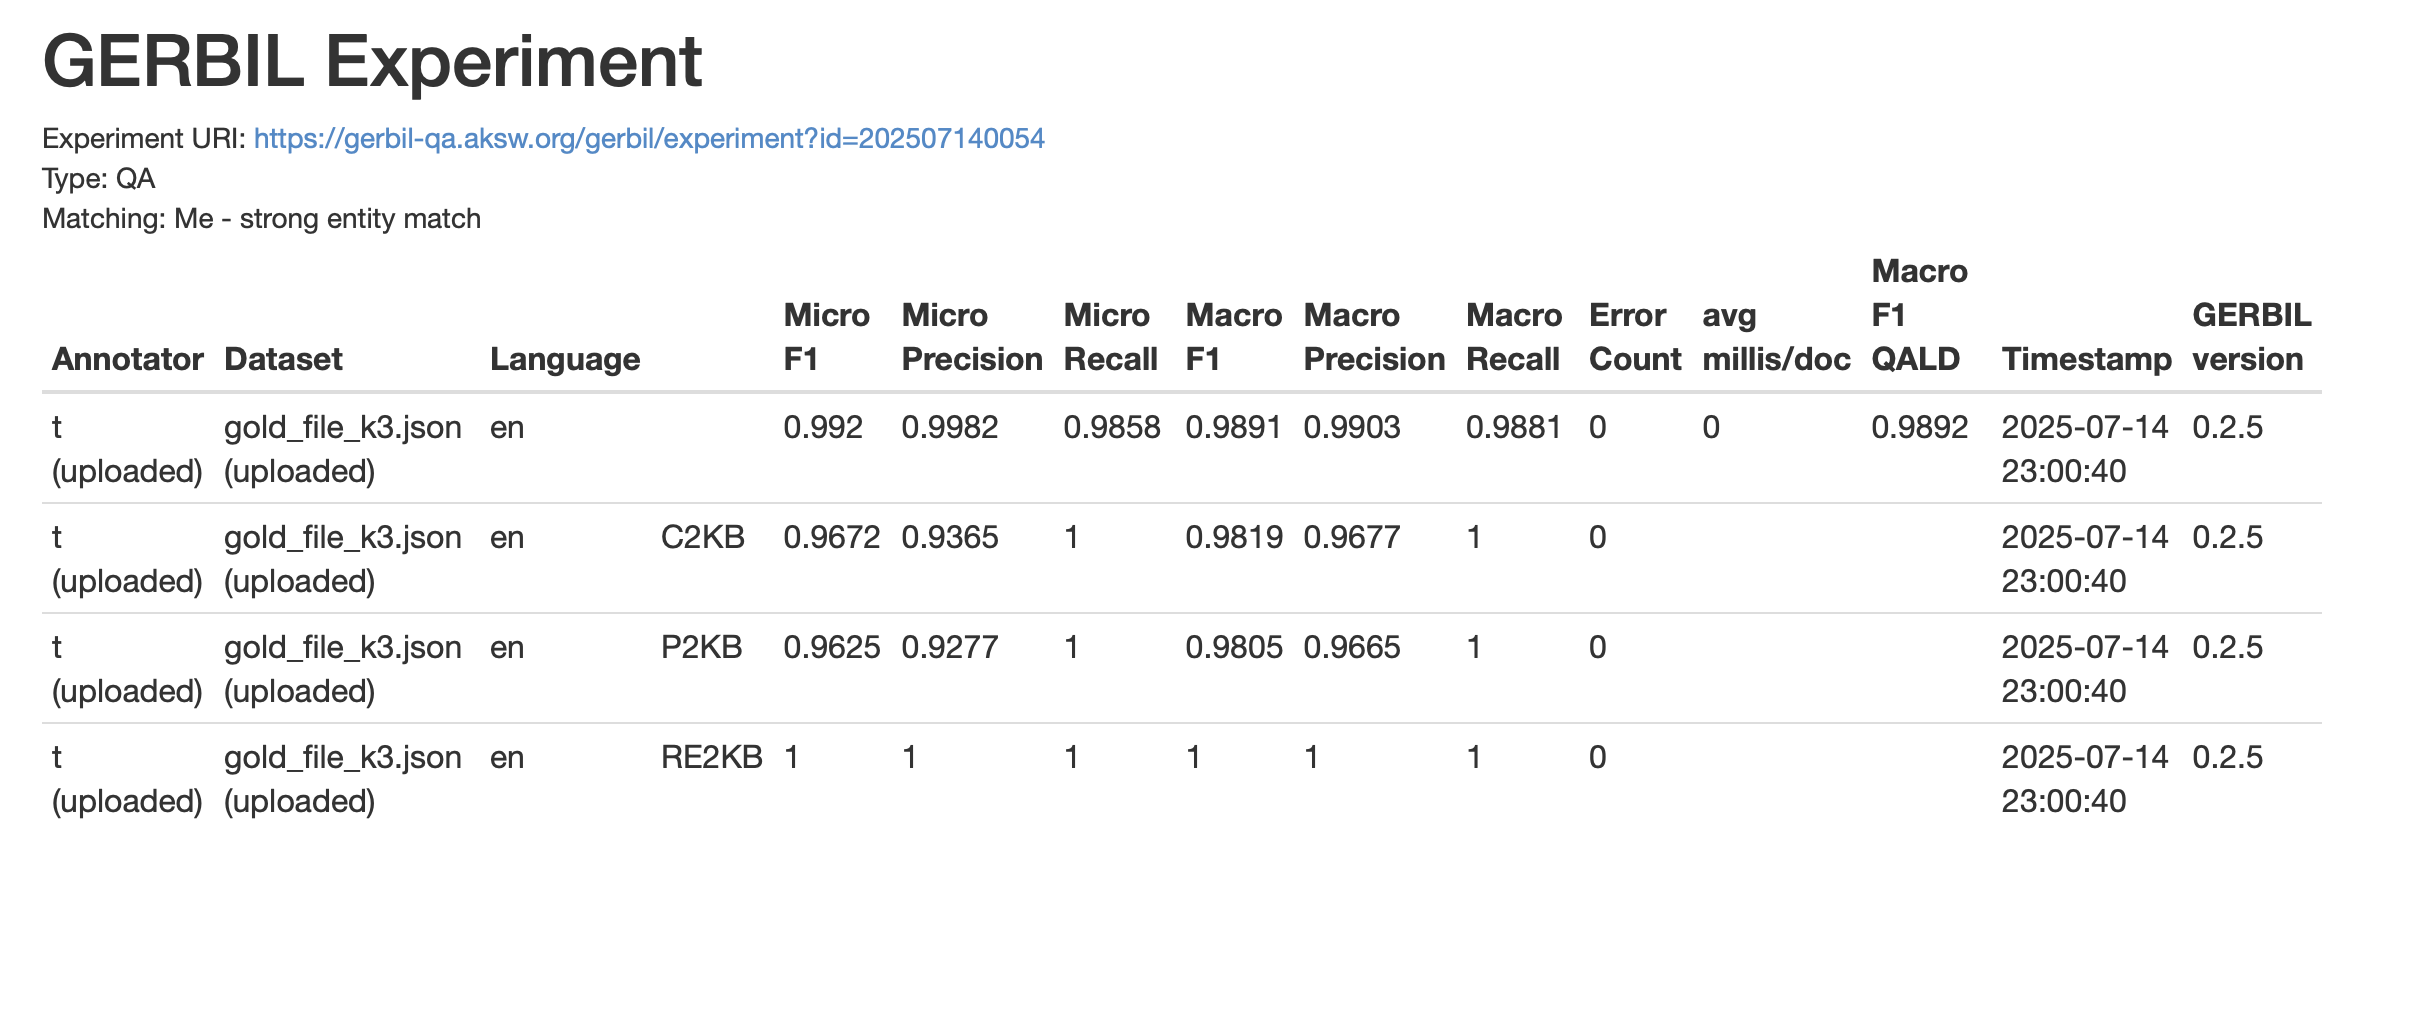 GERBIL Experiment
Experiment URI: https://gerbil-qa.aksw.org/gerbil/experiment?id=202507140054
Type: QA
Matching: Me - strong entity match
Annotator Dataset Language Micro F1 Micro Precision Micro Recall Macro F1 Macro Precision Macro Recall Error Count avg millis/doc Macro F1 QALD Timestamp GERBIL version
t (uploaded) gold_file_k3.json (uploaded) en 0.992 0.9982 0.9858 0.9891 0.9903 0.9881 0 0 0.9892 2025-07-14 23:00:40 0.2.5
t (uploaded) gold_file_k3.json (uploaded) en C2KB 0.9672 0.9365 1 0.9819 0.9677 1 0 2025-07-14 23:00:40 0.2.5
t (uploaded) gold_file_k3.json (uploaded) en P2KB 0.9625 0.9277 1 0.9805 0.9665 1 0 2025-07-14 23:00:40 0.2.5
t (uploaded) gold_file_k3.json (uploaded) en RE2KB 1 1 1 1 1 1 0 2025-07-14 23:00:40 0.2.5